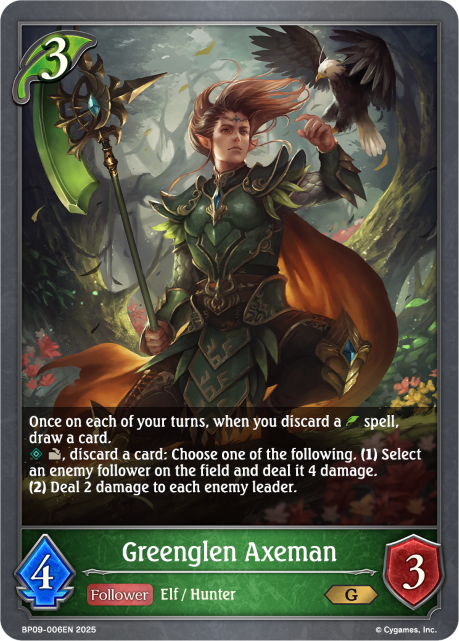 3
Once on each of your turns, when you discard a spell,
draw a card.
, discard a card: Choose one of the following. (1) Select
an enemy follower on the field and deal it 4 damage.
(2) Deal 2 damage to each enemy leader.
Greenglen Axeman
4
Follower Elf / Hunter
G
3
BP09-006EN 2025
© Cygames, Inc.